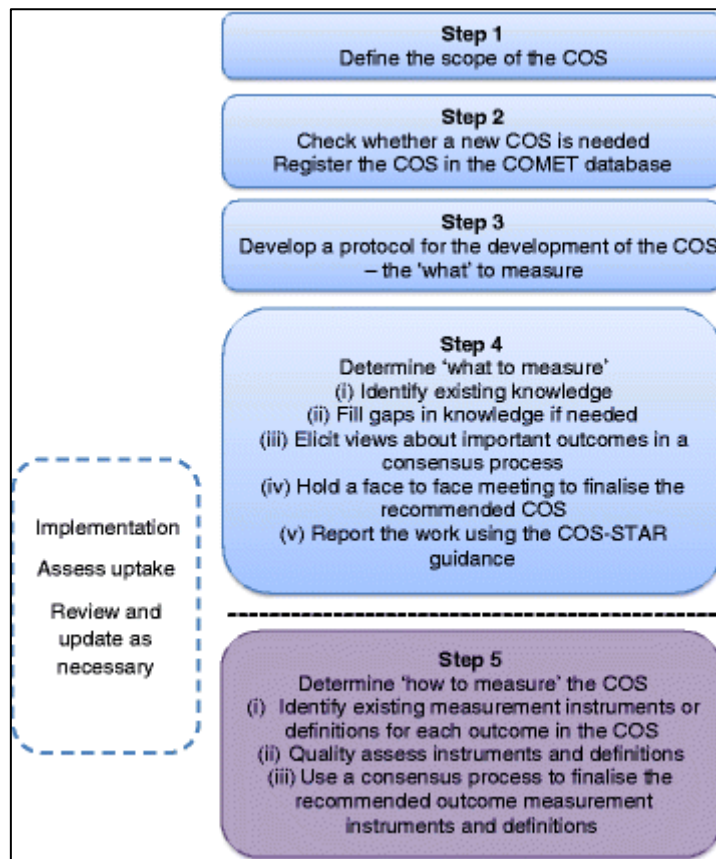 Step 1
Define the scope of the COS
Step 2
Check whether a new COS is needed
Register the COS in the COMET database
Step 3
Develop a protocol for the development of the COS
– the ‘what’ to measure
Step 4
Determine ‘what to measure’
(i) Identify existing knowledge
(ii) Fill gaps in knowledge if needed
(iii) Elicit views about important outcomes in a
consensus process
(iv) Hold a face to face meeting to finalise the
recommended COS
(v) Report the work using the COS-STAR
guidance
Implementation
Assess uptake
Review and
update as
necessary
Step 5
Determine ‘how to measure’ the COS
(i) Identify existing measurement instruments or
definitions for each outcome in the COS
(ii) Quality assess instruments and definitions
(iii) Use a consensus process to finalise the
recommended outcome measurement
instruments and definitions